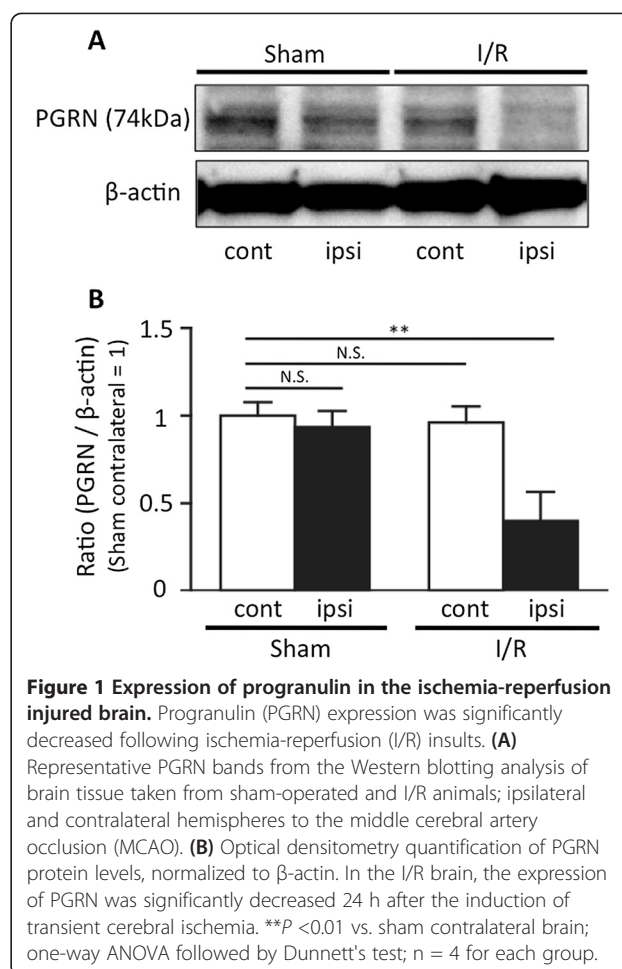 A
Sham I/R
PGRN (74kDa)
β-actin
cont ipsi cont ipsi
B
Ratio (PGRN / β-actin)
(Sham contralateral = 1)
1.5
1
0.5
0
**
N.S.
N.S.
cont ipsi cont ipsi
Sham I/R
Figure 1 Expression of progranulin in the ischemia-reperfusion
injured brain. Progranulin (PGRN) expression was significantly
decreased following ischemia-reperfusion (I/R) insults. (A)
Representative PGRN bands from the Western blotting analysis of
brain tissue taken from sham-operated and I/R animals; ipsilateral
and contralateral hemispheres to the middle cerebral artery
occlusion (MCAO). (B) Optical densitometry quantification of PGRN
protein levels, normalized to β-actin. In the I/R brain, the expression
of PGRN was significantly decreased 24 h after the induction of
transient cerebral ischemia. **P <0.01 vs. sham contralateral brain;
one-way ANOVA followed by Dunnett's test; n = 4 for each group.